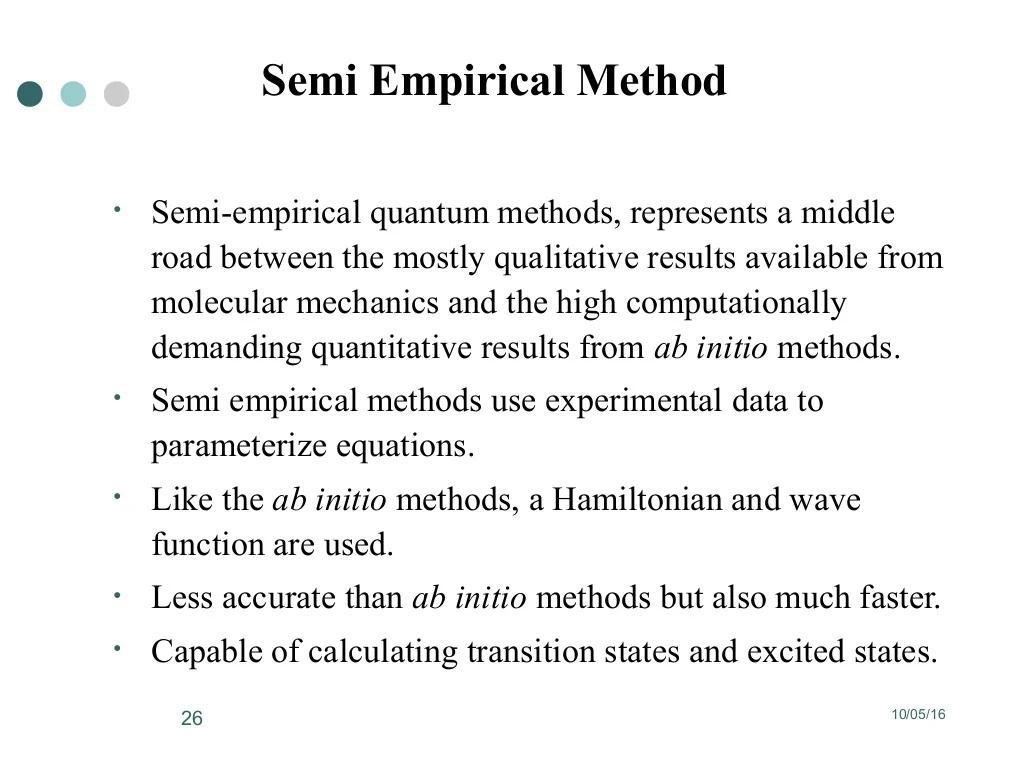 Semi Empirical Method
• Semi-empirical quantum methods, represents a middle
road between the mostly qualitative results available from
molecular mechanics and the high computationally
demanding quantitative results from ab initio methods.
• Semi empirical methods use experimental data to
parameterize equations.
• Like the ab initio methods, a Hamiltonian and wave
function are used.
• Less accurate than ab initio methods but also much faster.
• Capable of calculating transition states and excited states.
26
10/05/16